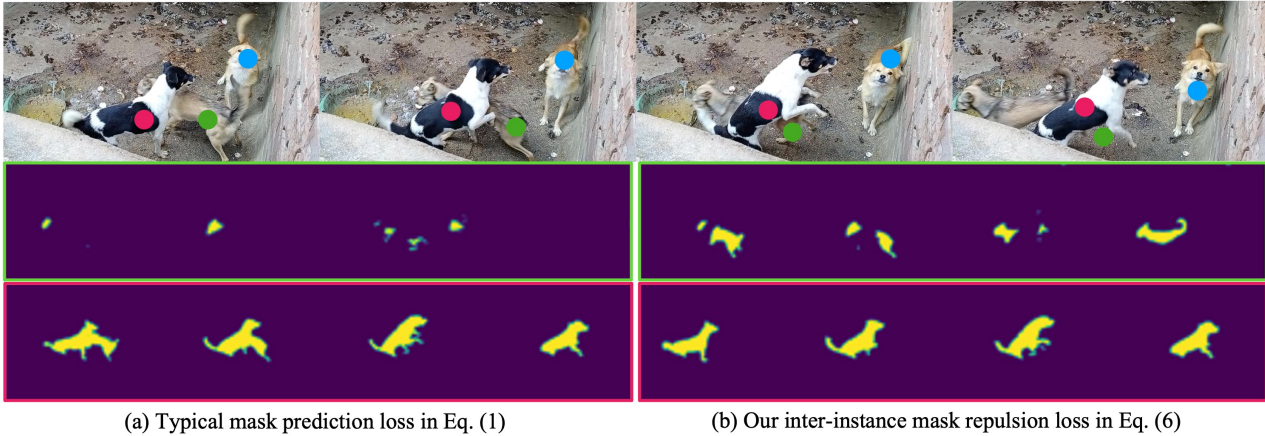 (a) Typical mask prediction loss in Eq. (1)
(b) Our inter-instance mask repulsion loss in Eq. (6)